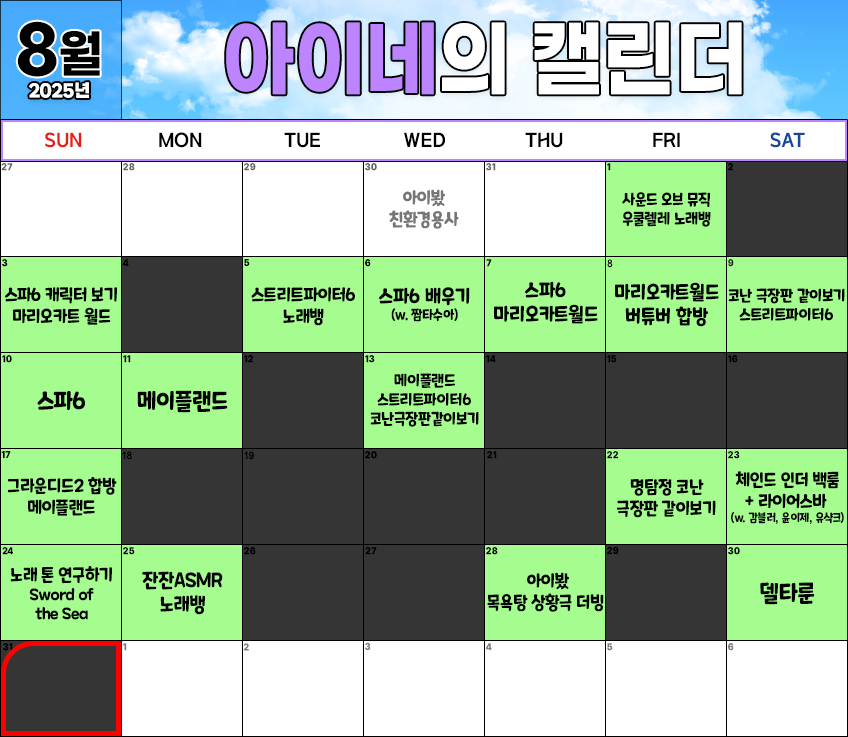 8월
2025년
아이네의 캘린더
SUN MON TUE WED THU FRI SAT
27 28 29 30 31 1 2
아이봤
친환경용사
사운드 오브 뮤직
우쿨렐레 노래뱅
3 4 5 6 7 8 9
스파6 캐릭터 보기
마리오카트 월드
스트리트파이터6
노래뱅
스파6 배우기
(w. 짬타수아)
스파6
마리오카트월드
마리오카트월드
버튜버 합방
코난 극장판 같이보기
스트리트파이터6
10 11 12 13 14 15 16
스파6
메이플랜드
메이플랜드
스트리트파이터6
코난극장판같이보기
17 18 19 20 21 22 23
그라운디드2 합방
메이플랜드
명탐정 코난
극장판 같이보기
체인드 인더 백룸
+ 라이어스바
(w. 감블러, 윤이제, 유샤크)
24 25 26 27 28 29 30
노래 톤 연구하기
Sword of
the Sea
잔잔ASMR
노래뱅
아이봤
목욕탕 상황극 더빙
델타룬
31 1 2 3 4 5 6